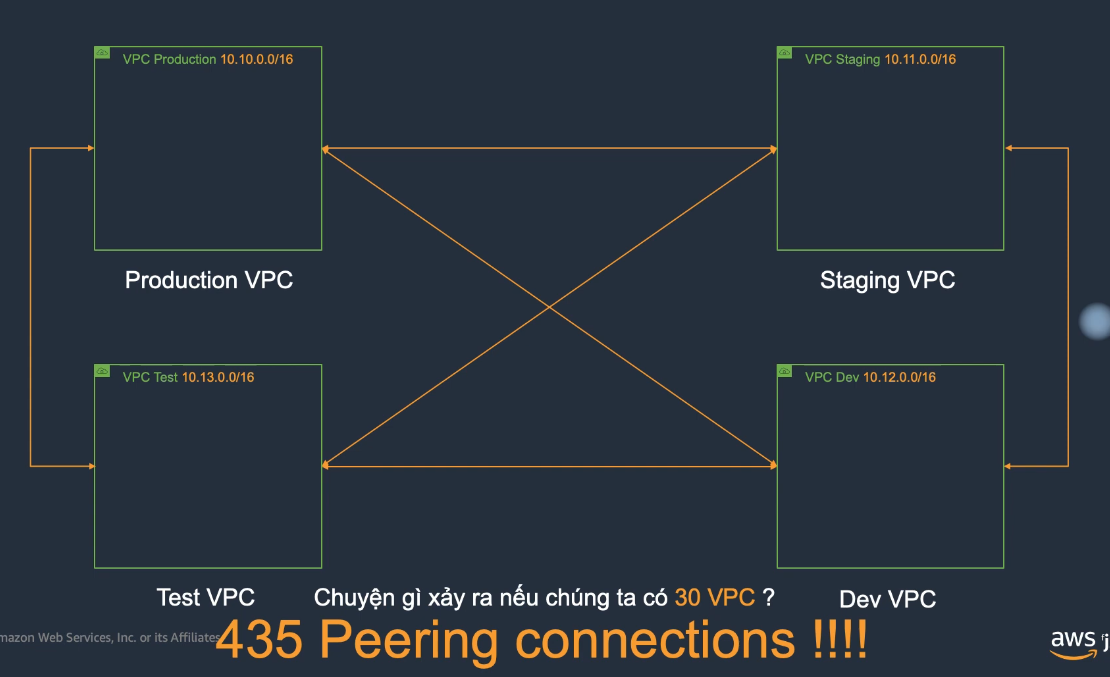 VPC Production 10.10.0.0/16
VPC Staging 10.11.0.0/16
Production VPC
Staging VPC
VPC Test 10.13.0.0/16
VPC Dev 10.12.0.0/16
Test VPC
Chuyện gì xảy ra nếu chúng ta có 30 VPC ?
Dev VPC
mazon Web Services, Inc. or its Affiliates
435 Peering connections !!!!
aws